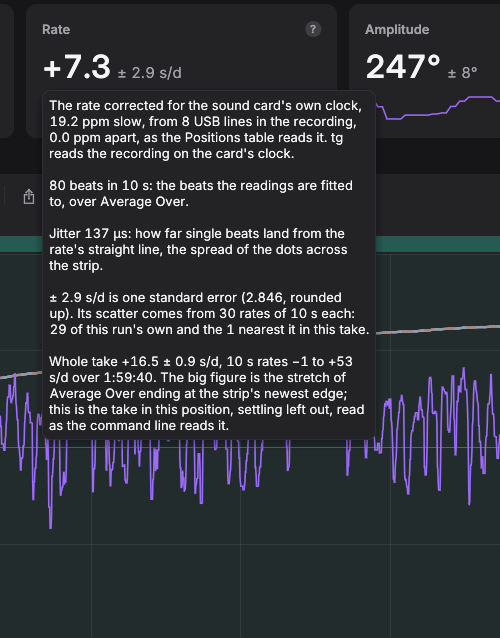 Rate
?
+7.3 ± 2.9 s/d
Amplitude
247° ± 8°
The rate corrected for the sound card's own clock,
19.2 ppm slow, from 8 USB lines in the recording,
0.0 ppm apart, as the Positions table reads it. tg
reads the recording on the card's clock.
80 beats in 10 s: the beats the readings are fitted
to, over Average Over.
Jitter 137 µs: how far single beats land from the
rate's straight line, the spread of the dots across
the strip.
± 2.9 s/d is one standard error (2.846, rounded
up). Its scatter comes from 30 rates of 10 s each:
29 of this run's own and the 1 nearest it in this take.
Whole take +16.5 ± 0.9 s/d, 10 s rates −1 to +53
s/d over 1:59:40. The big figure is the stretch of
Average Over ending at the strip's newest edge;
this is the take in this position, settling left out, read
as the command line reads it.